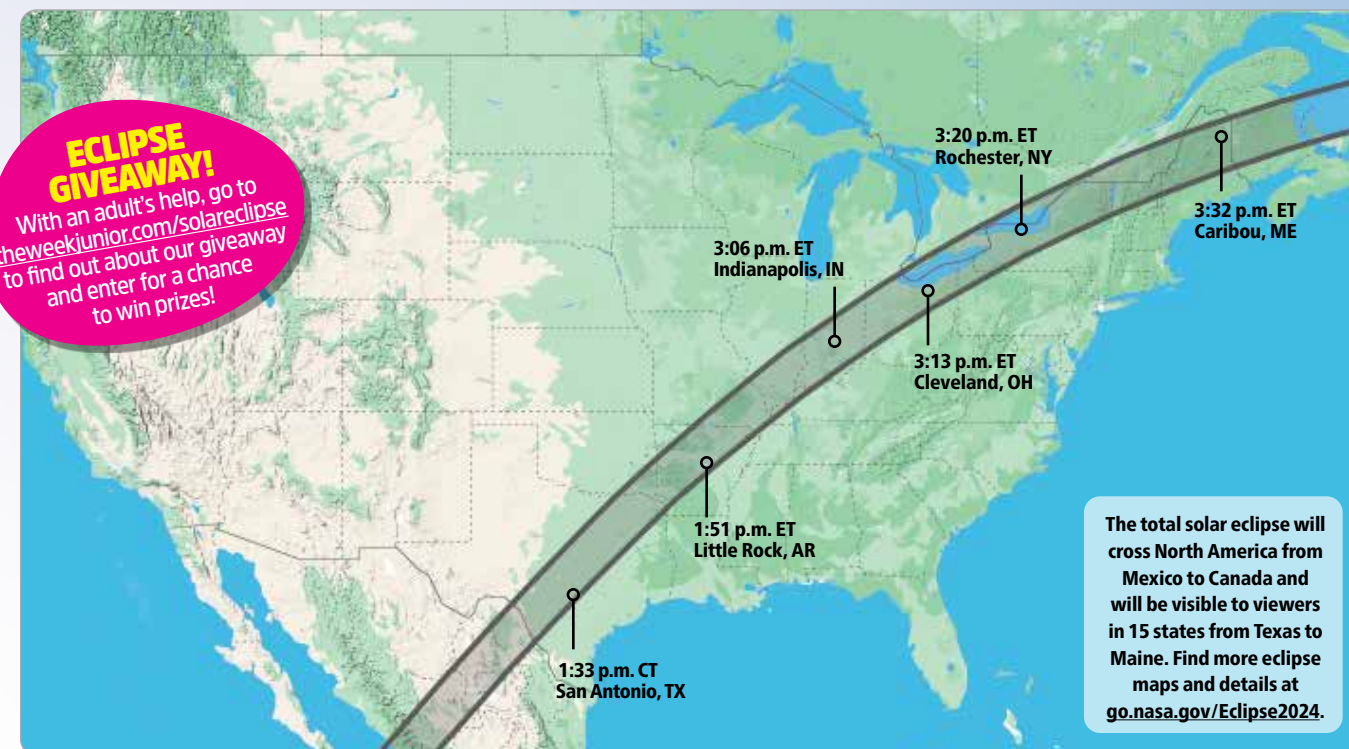 ECLIPSE
GIVEAWAY!
With an adult's help, go to
theweekjunior.com/solareclipse
to find out about our giveaway
and enter for a chance
to win prizes!
3:20 p.m. ET
Rochester, NY
3:32 p.m. ET
Caribou, ME
3:06 p.m. ET
Indianapolis, IN
3:13 p.m. ET
Cleveland, OH
1:51 p.m. ET
Little Rock, AR
1:33 p.m. CT
San Antonio, TX
The total solar eclipse will
cross North America from
Mexico to Canada and
will be visible to viewers
in 15 states from Texas to
Maine. Find more eclipse
maps and details at
go.nasa.gov/Eclipse2024.